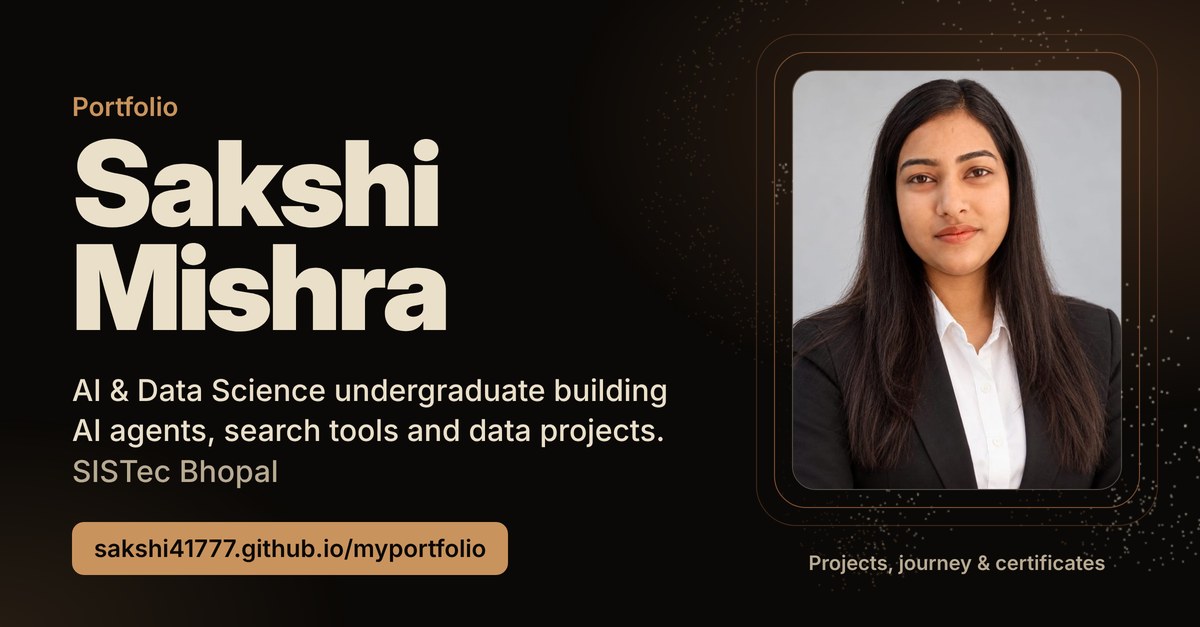 Portfolio
Sakshi
Mishra
AI & Data Science undergraduate building
AI agents, search tools and data projects.
SISTec Bhopal
sakshi41777.github.io/myportfolio
Projects, journey & certificates